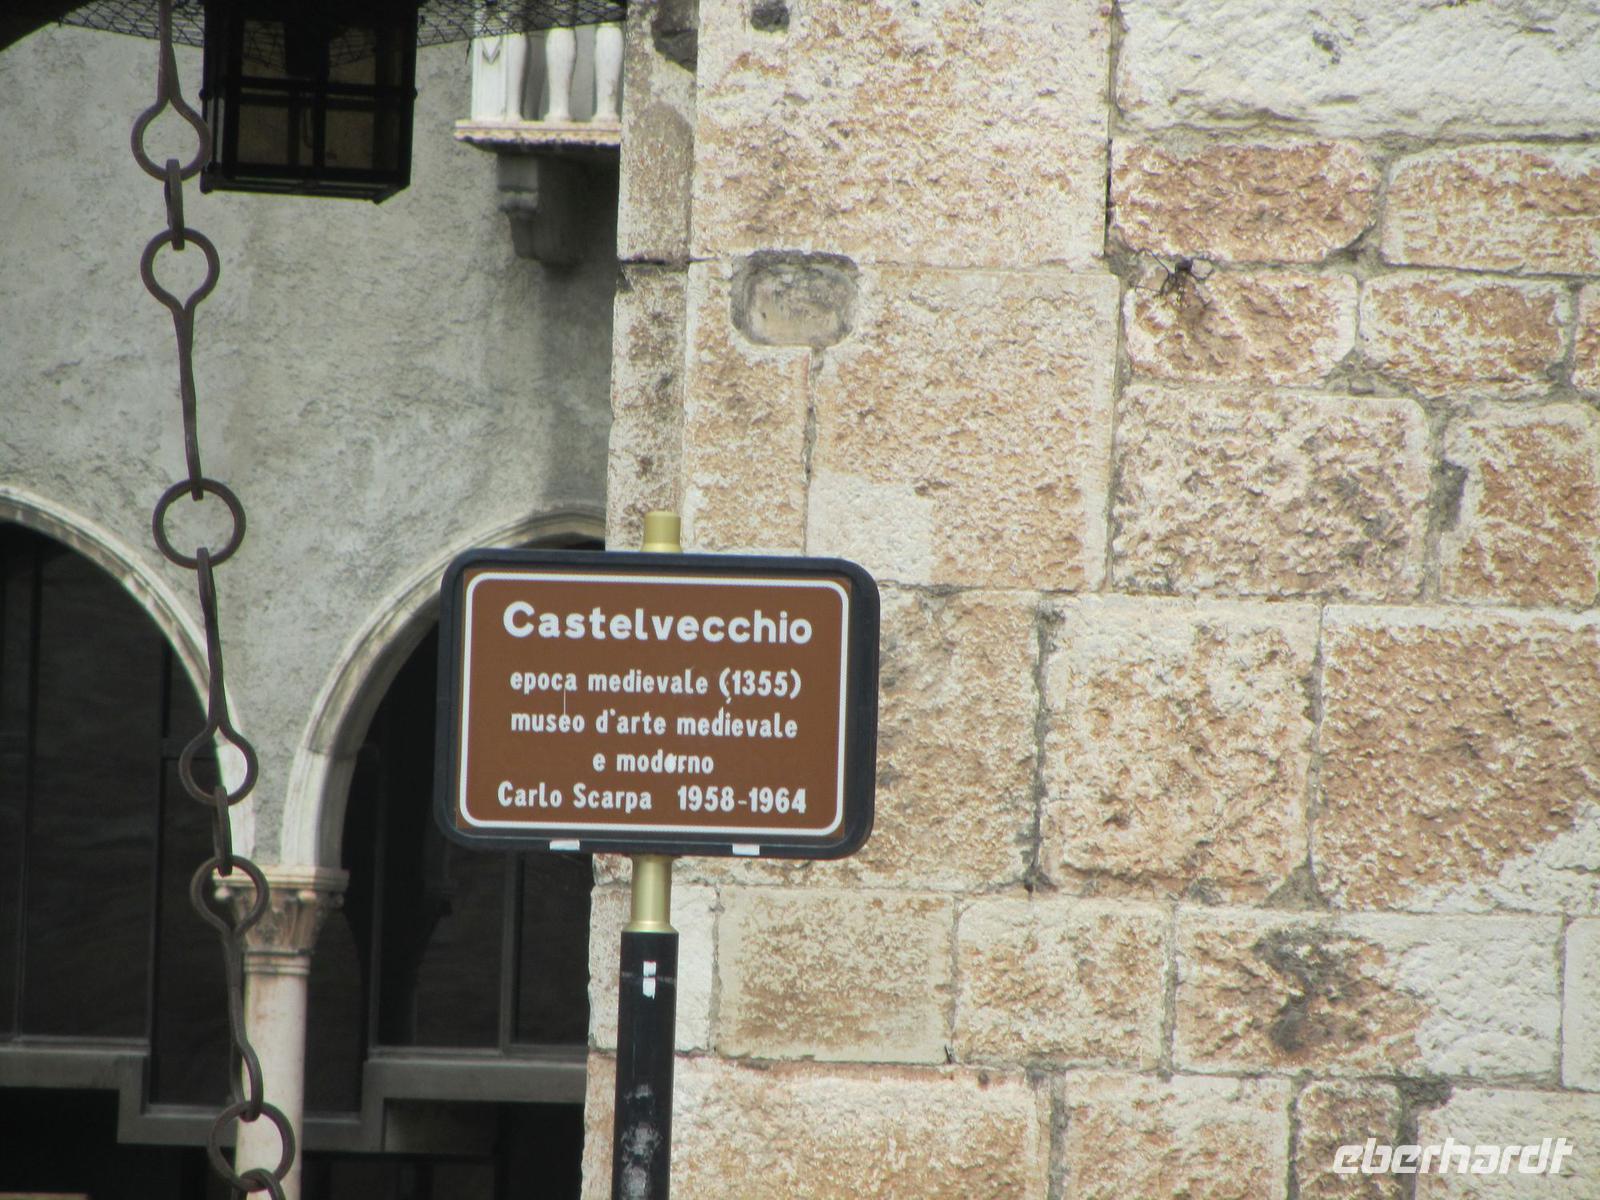 Castelvecchio
epoca medievale (1355)
museo d'arte medievale
e moderno
Carlo Scarpa 1958-1964
eberhardt